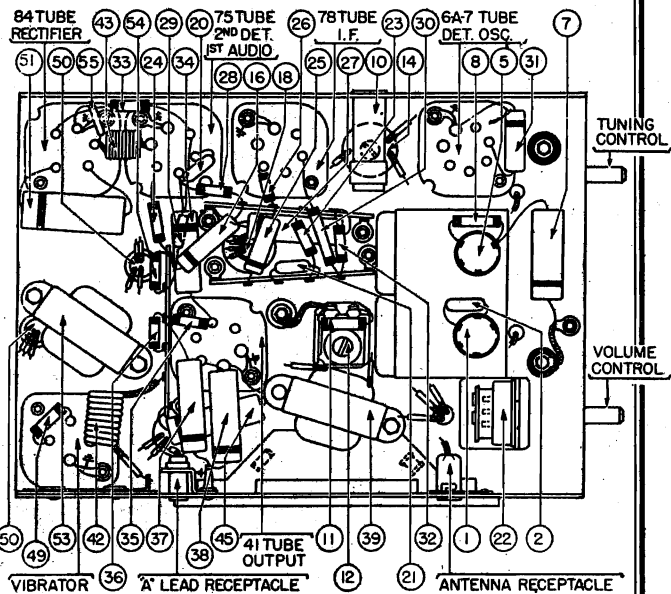 84 TUBE
RECTIFIER
75 TUBE
2ND DET.
1ST AUDIO
78 TUBE
I.F.
6A-7 TUBE
DET. OSC.
43 54 29 20 26 23 30 7
51 50 55 33 24 34 28 16 18 25 27 10 14 8 5 31
TUNING
CONTROL
VOLUME
CONTROL
50 49 53 42 36 35 37 38 45
41 TUBE
OUTPUT
11 12 39 21 32 1 22 2
VIBRATOR
"A" LEAD RECEPTACLE
ANTENNA RECEPTACLE